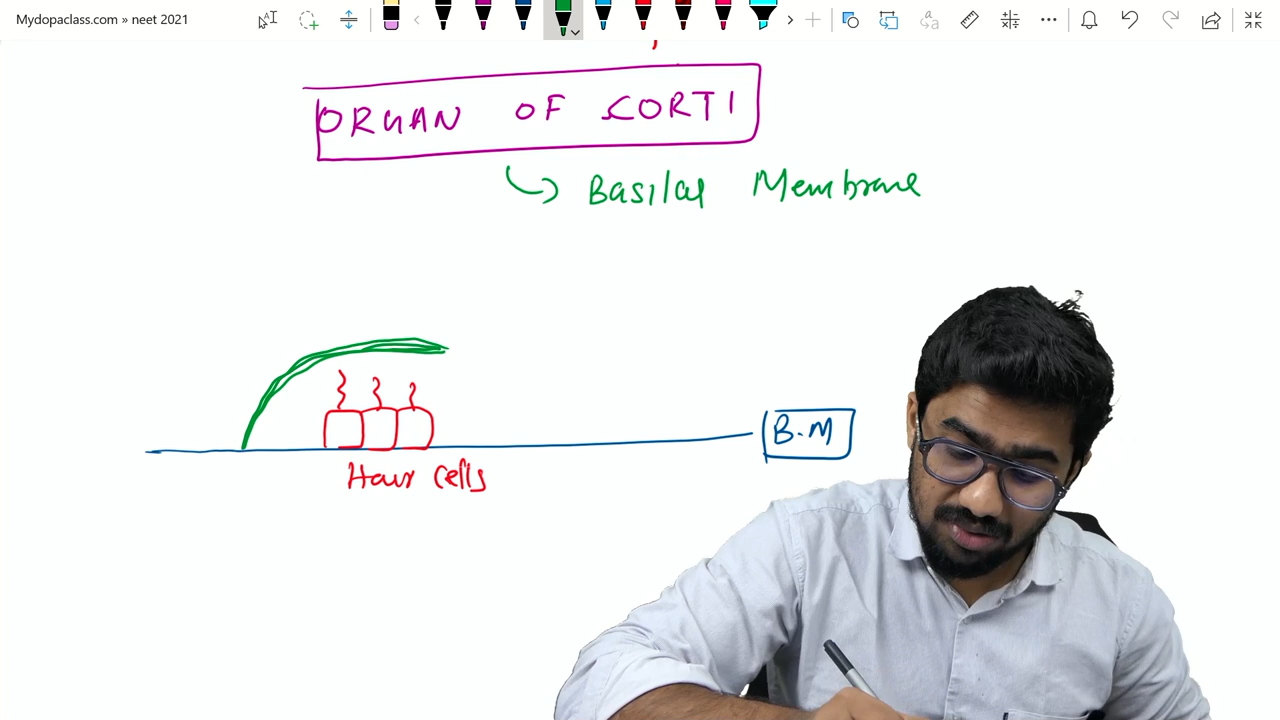 Mydopaclass.com » neet 2021
ORGAN OF CORTI
Basilar Membrane
B.M
Hair cells